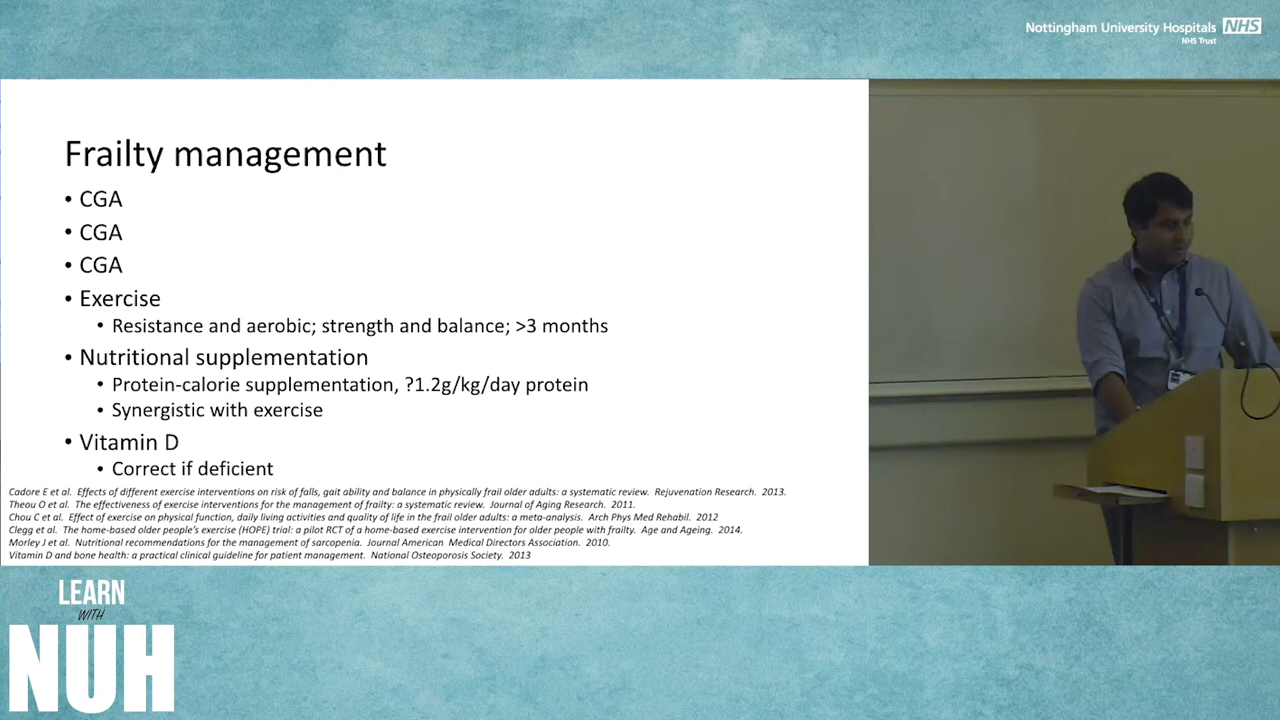 Nottingham University Hospitals NHS
NHS Trust
Frailty management
• CGA
• CGA
• CGA
• Exercise
• Resistance and aerobic; strength and balance; >3 months
• Nutritional supplementation
• Protein-calorie supplementation, ?1.2g/kg/day protein
• Synergistic with exercise
• Vitamin D
• Correct if deficient
Cadore E et al. Effects of different exercise interventions on risk of falls, gait ability and balance in physically frail older adults: a systematic review. Rejuvenation Research. 2013.
Theou O et al. The effectiveness of exercise interventions for the management of frailty: a systematic review. Journal of Aging Research. 2011.
Chou C et al. Effect of exercise on physical function, daily living activities and quality of life in the frail older adults: a meta-analysis. Arch Phys Med Rehabil. 2012
Clegg et al. The home-based older people's exercise (HOPE) trial: a pilot RCT of a home-based exercise intervention for older people with frailty. Age and Ageing. 2014.
Morley J et al. Nutritional recommendations for the management of sarcopenia. Journal American Medical Directors Association. 2010.
Vitamin D and bone health: a practical clinical guideline for patient management. National Osteoporosis Society. 2013
LEARN
WITH
NUH